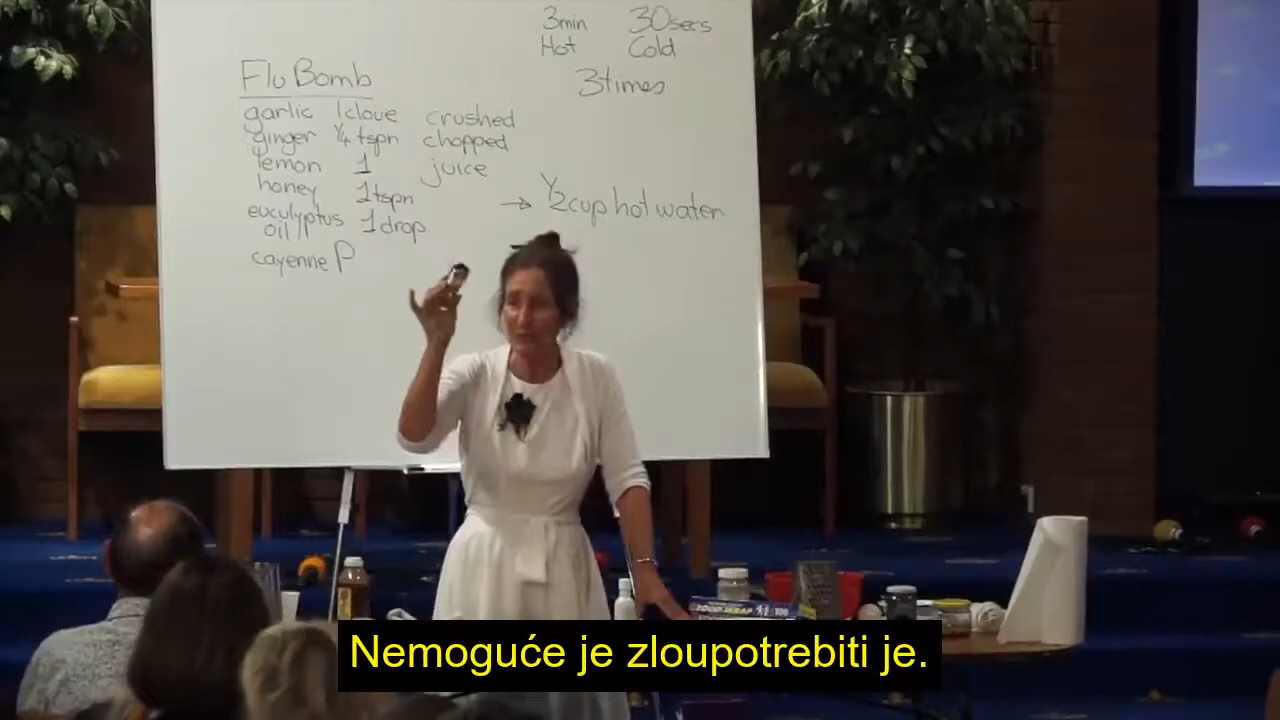 3min 30secs
Hot Cold
3times
Flu Bomb
garlic 1clove crushed
ginger 1/4 tspn chopped
lemon 1 juice
honey 1tspn
eucylyptus 1drop
oil
cayenne P
→ 1/2cup hot water
Nemoguće je zloupotrebiti je.